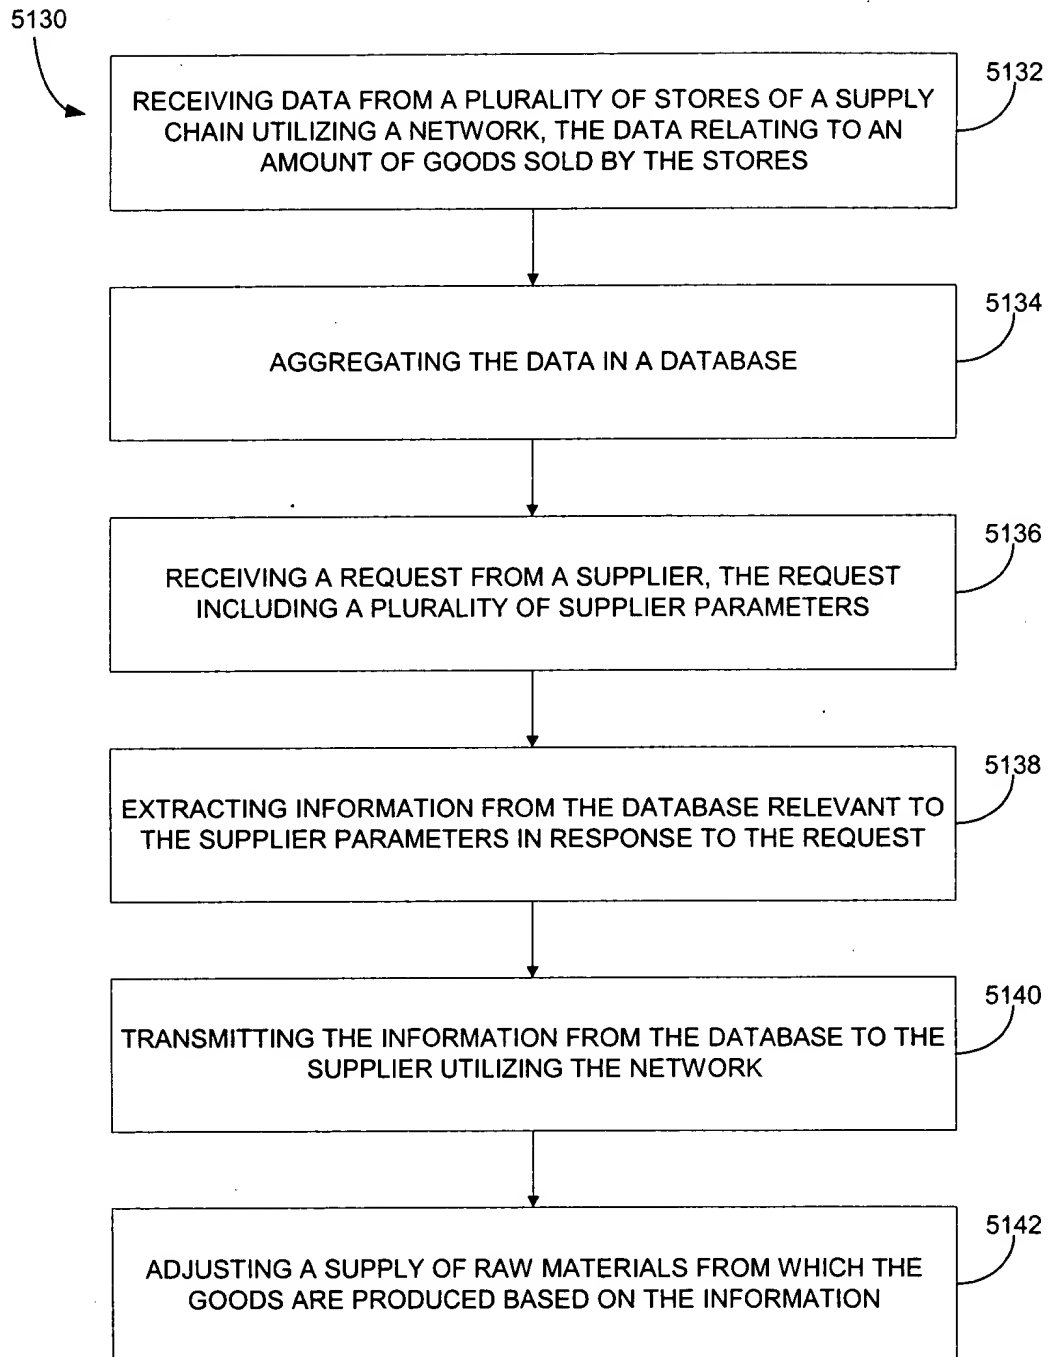 5130
5132
RECEIVING DATA FROM A PLURALITY OF STORES OF A SUPPLY
CHAIN UTILIZING A NETWORK, THE DATA RELATING TO AN
AMOUNT OF GOODS SOLD BY THE STORES
5134
AGGREGATING THE DATA IN A DATABASE
5136
RECEIVING A REQUEST FROM A SUPPLIER, THE REQUEST
INCLUDING A PLURALITY OF SUPPLIER PARAMETERS
5138
EXTRACTING INFORMATION FROM THE DATABASE RELEVANT TO
THE SUPPLIER PARAMETERS IN RESPONSE TO THE REQUEST
5140
TRANSMITTING THE INFORMATION FROM THE DATABASE TO THE
SUPPLIER UTILIZING THE NETWORK
5142
ADJUSTING A SUPPLY OF RAW MATERIALS FROM WHICH THE
GOODS ARE PRODUCED BASED ON THE INFORMATION